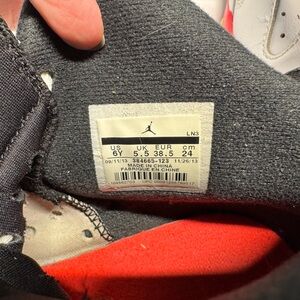 LN3
US UK EUR cm
6Y 5.5 38.5 24
09/11/13 384665-123 11/26/13
MADE IN CHINA
FABRIQUE EN CHINE